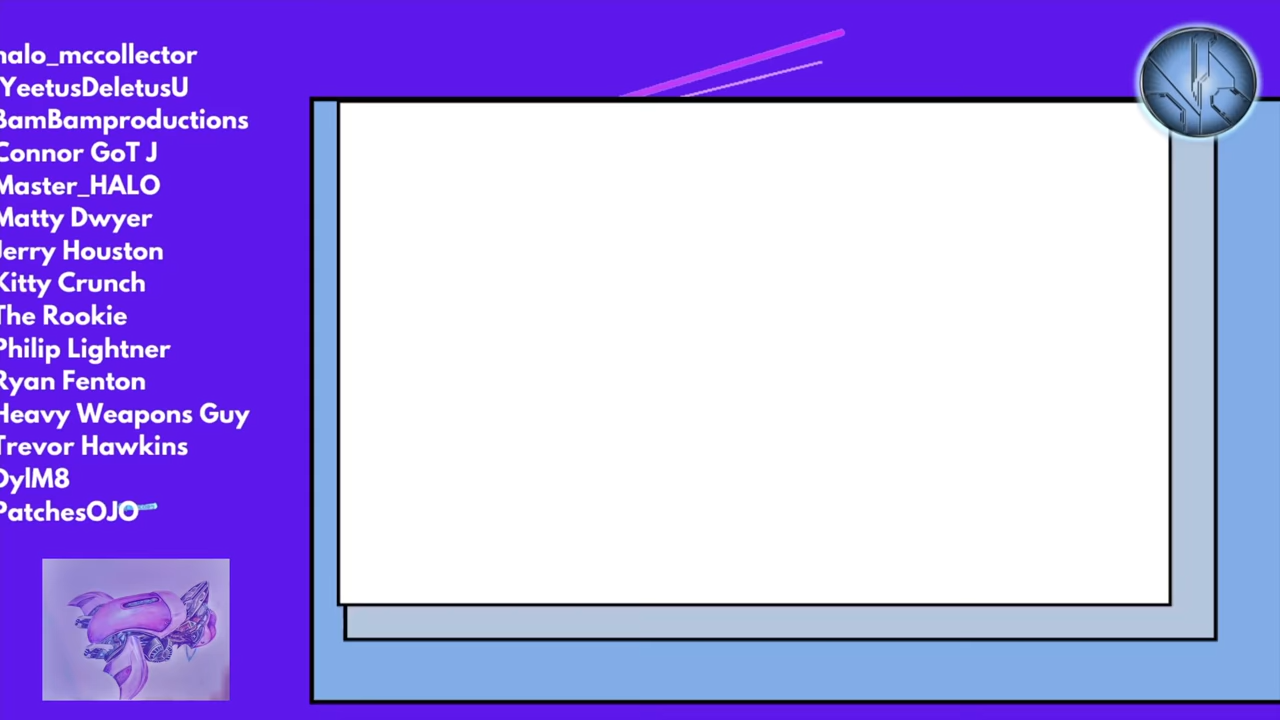 halo_mccollector
YeetusDeletusU
BamBamproductions
Connor GoT J
Master_HALO
Matty Dwyer
Jerry Houston
Kitty Crunch
The Rookie
Philip Lightner
Ryan Fenton
Heavy Weapons Guy
Trevor Hawkins
DylM8
PatchesOJO